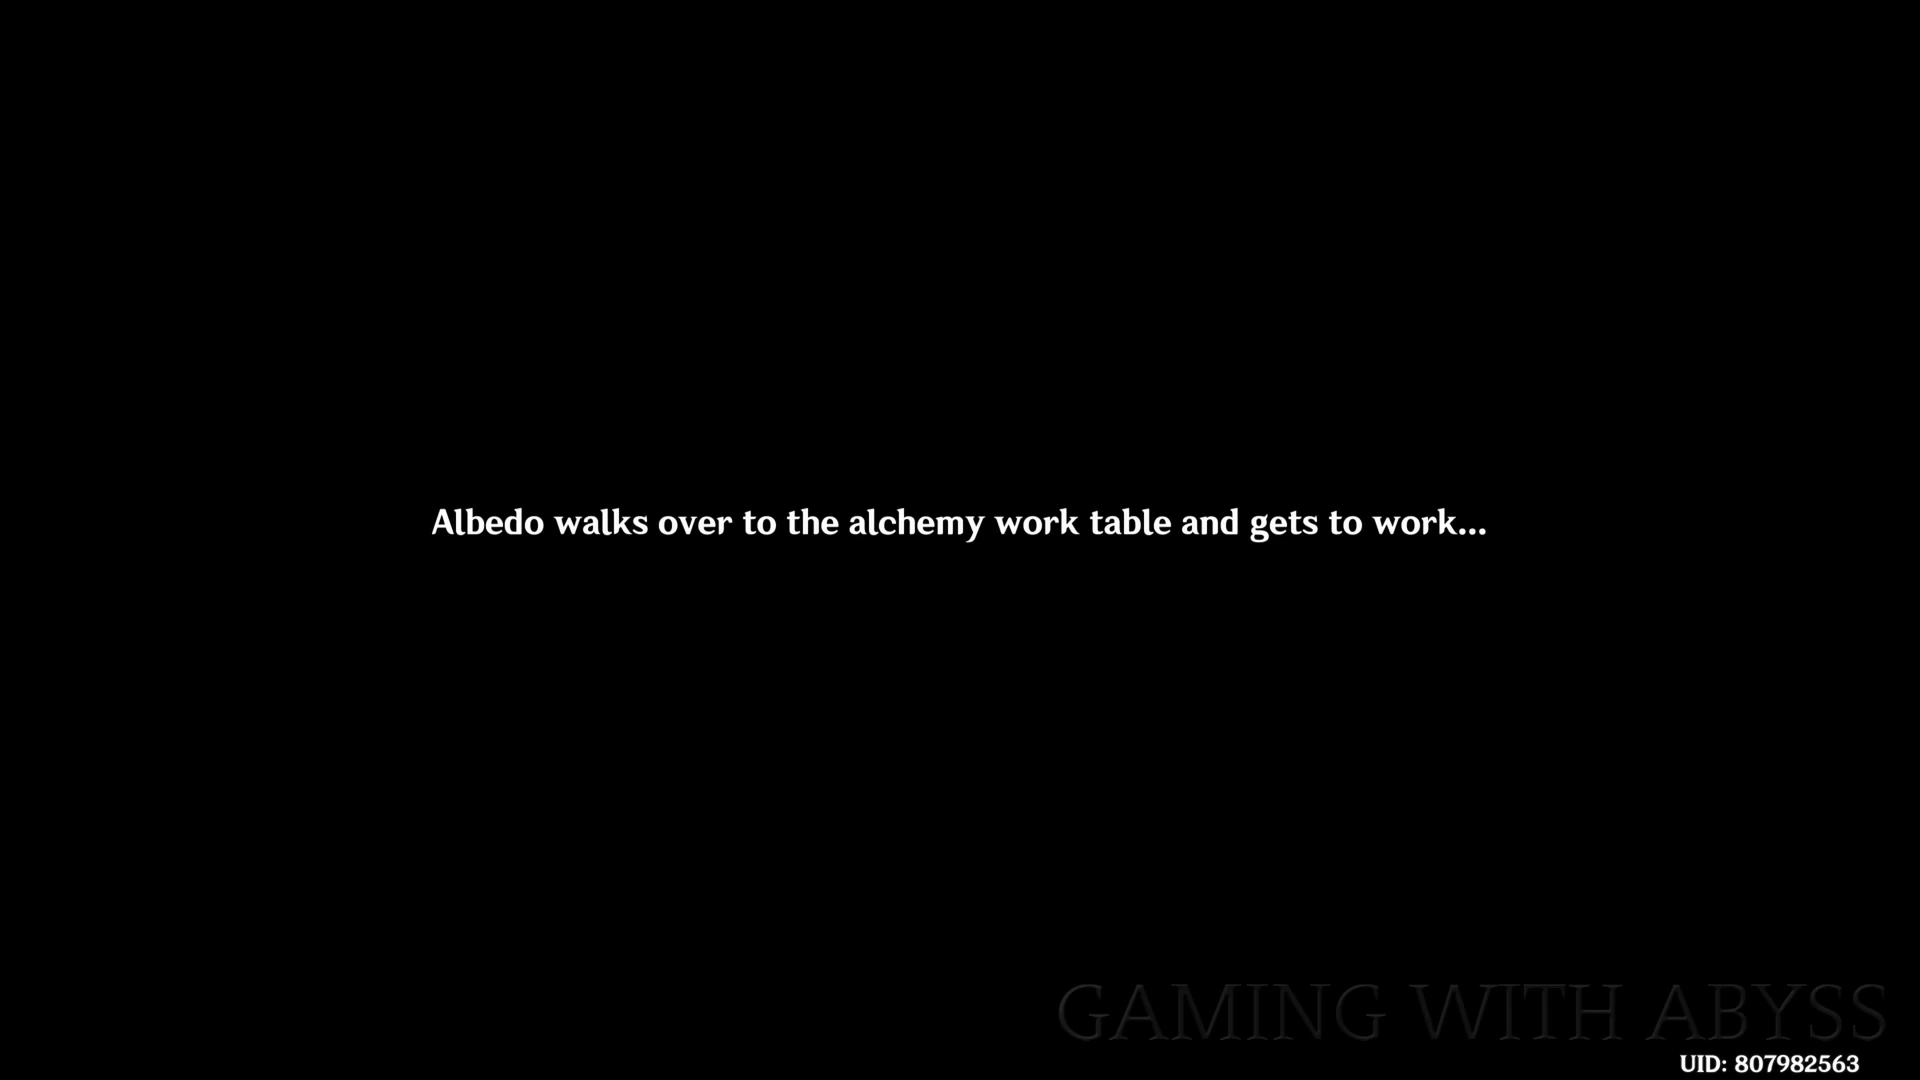 Albedo walks over to the alchemy work table and gets to work...
GAMING WITH ABYSS
UID: 807982563